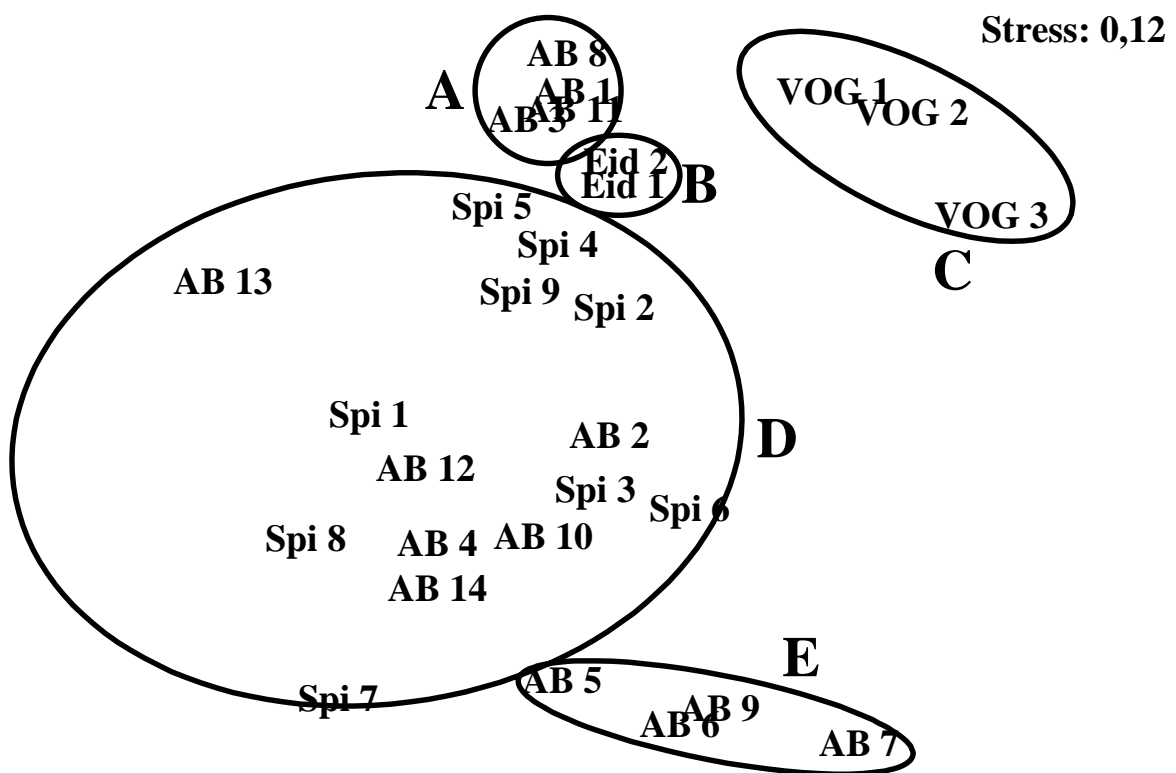 Stress: 0,12
AB 8
A
AB 1
VOG 1
AB 11
VOG 2
AB 3
Eid 2
Eid 1
B
Spi 5
VOG 3
Spi 4
C
AB 13
Spi 9
Spi 2
Spi 1
AB 2
D
AB 12
Spi 3
Spi 6
Spi 8
AB 4
AB 10
AB 14
E
AB 5
Spi 7
AB 9
AB 6
AB 7